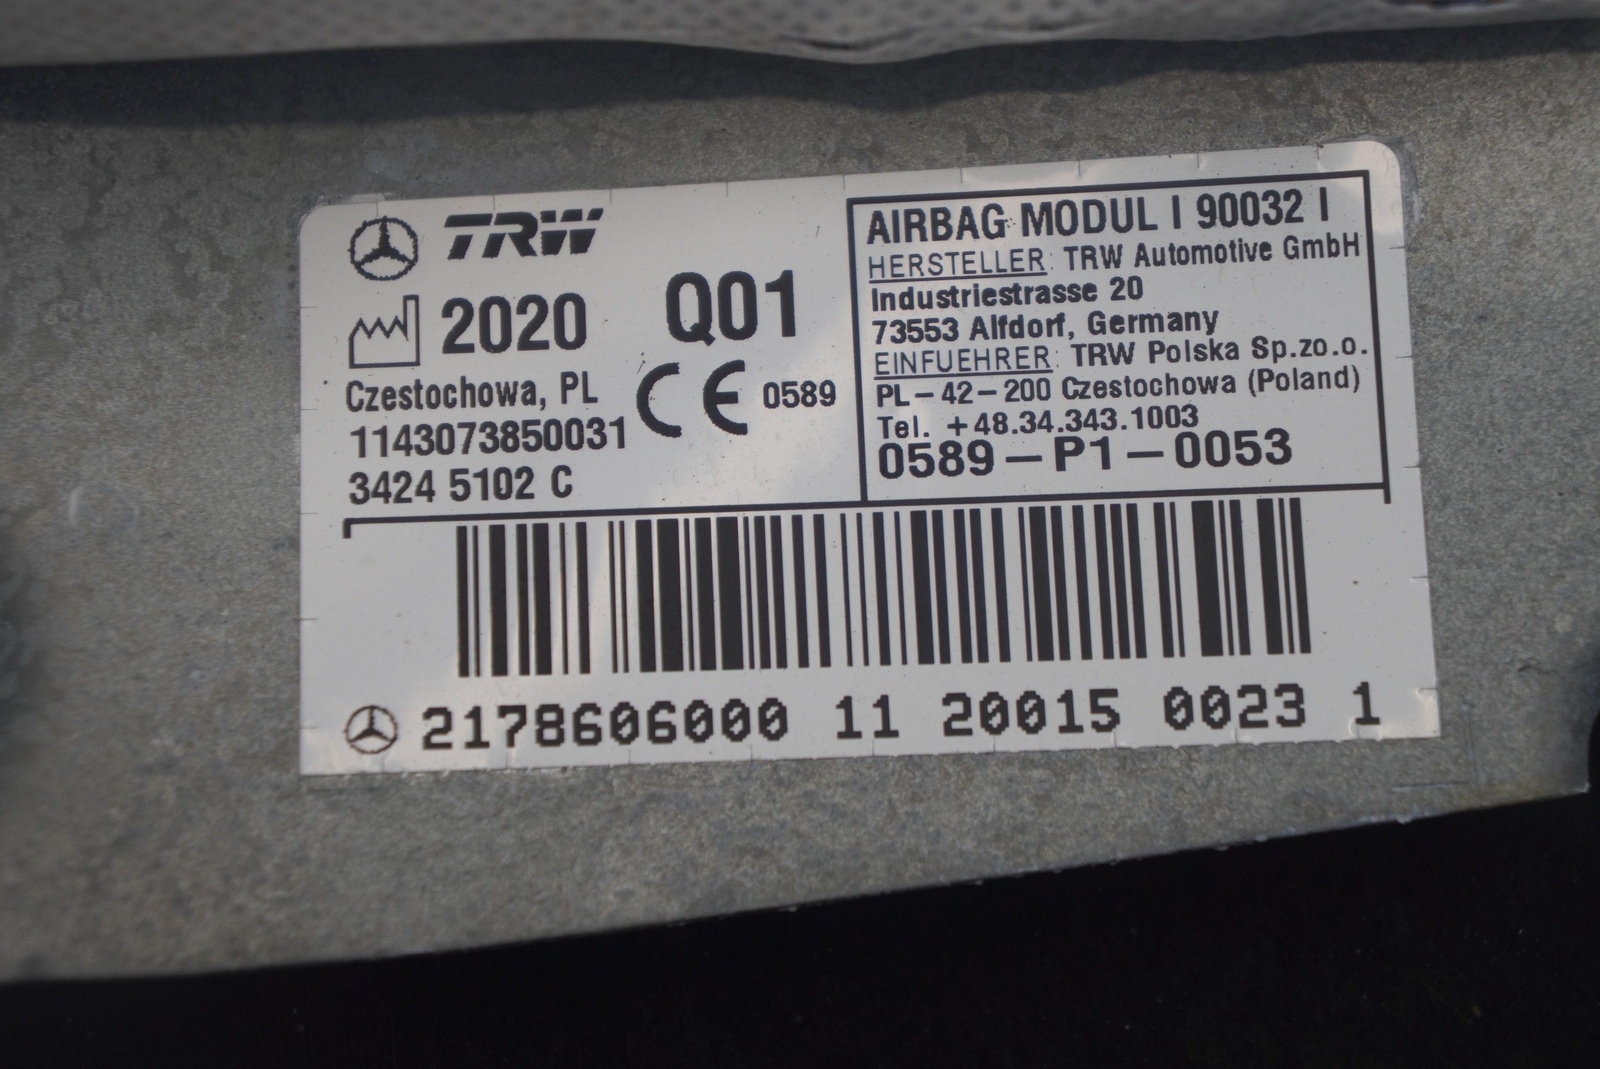 TRW
2020 Q01
Czestochowa, PL
CE 0589
1143073850031
3424 5102 C
AIRBAG MODUL I 90032 I
HERSTELLER: TRW Automotive GmbH
Industriestrasse 20
73553 Alfdorf, Germany
EINFUEHRER: TRW Polska Sp.zo.o.
PL-42-200 Czestochowa (Poland)
Tel. +48.34.343.1003
0589-P1-0053
2178606000 11 20015 0023 1